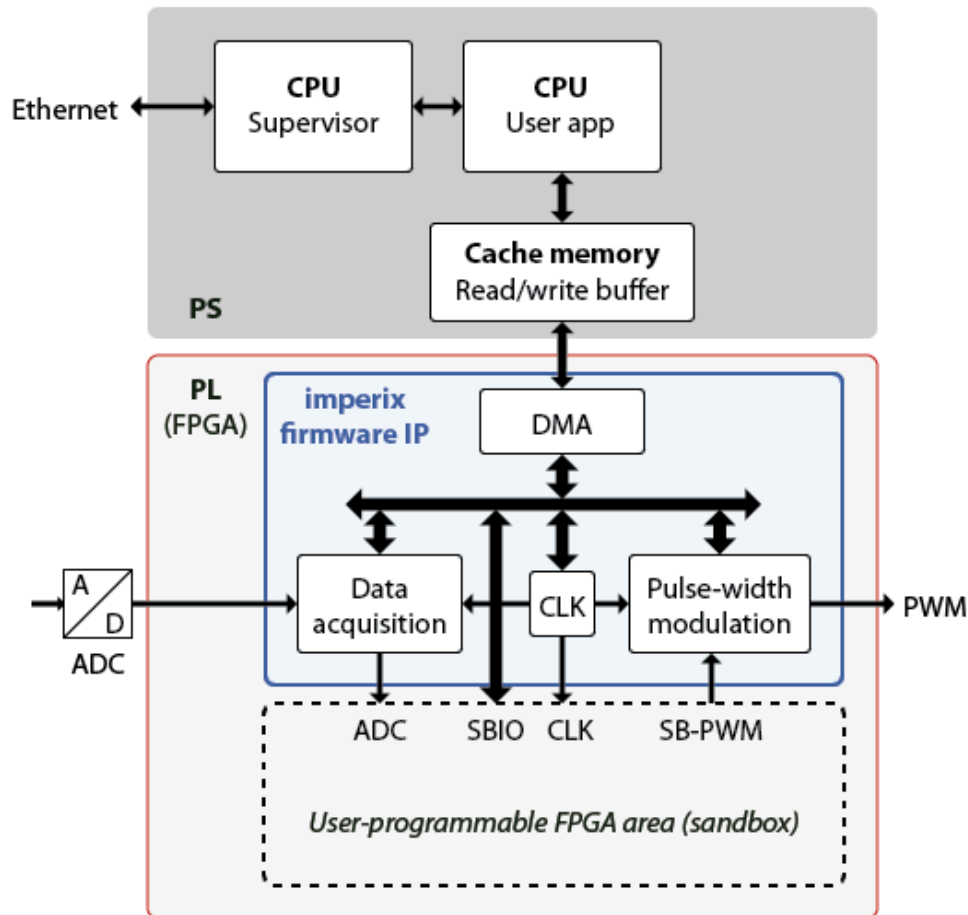 CPU
Supervisor
CPU
User app
Ethernet
Cache memory
Read/write buffer
PS
PL
(FPGA)
imperix
firmware IP
DMA
A
D
ADC
Data
acquisition
CLK
Pulse-width
modulation
PWM
ADC
SBIO
CLK
SB-PWM
User-programmable FPGA area (sandbox)